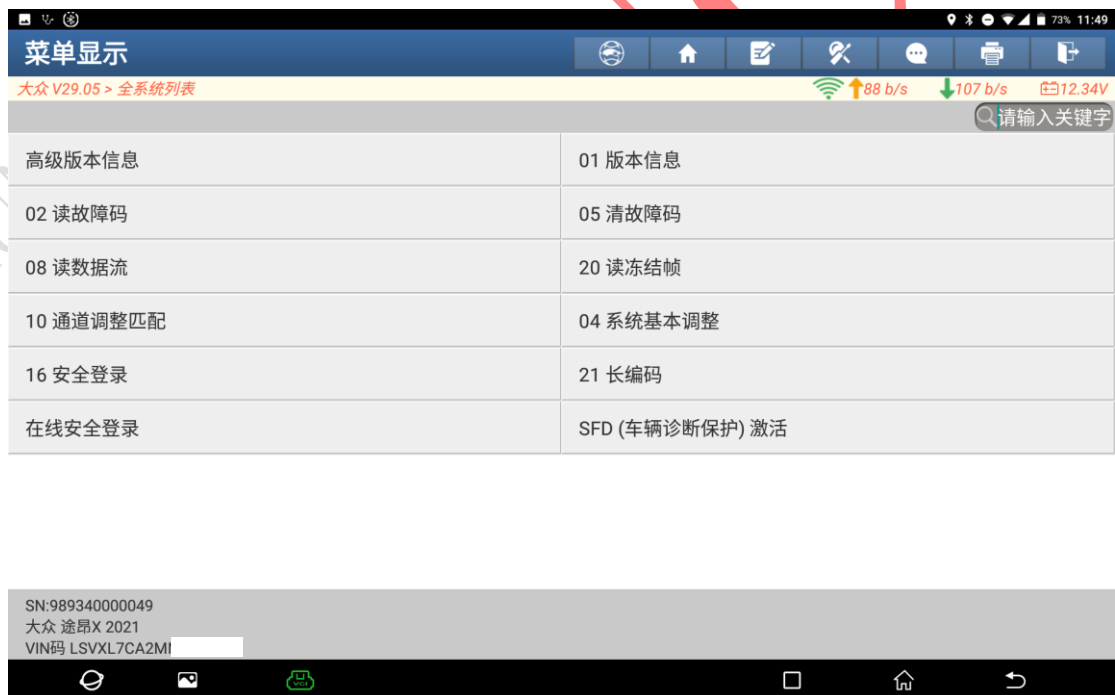 73% 11:49
菜单显示
大众 V29.05 > 全系统列表
88 b/s 107 b/s 12.34V
请输入关键字
高级版本信息
01 版本信息
02 读故障码
05 清故障码
08 读数据流
20 读冻结帧
10 通道调整匹配
04 系统基本调整
16 安全登录
21 长编码
在线安全登录
SFD (车辆诊断保护) 激活
SN:989340000049
大众 途昂X 2021
VIN码 LSVXL7CA2M
VCI